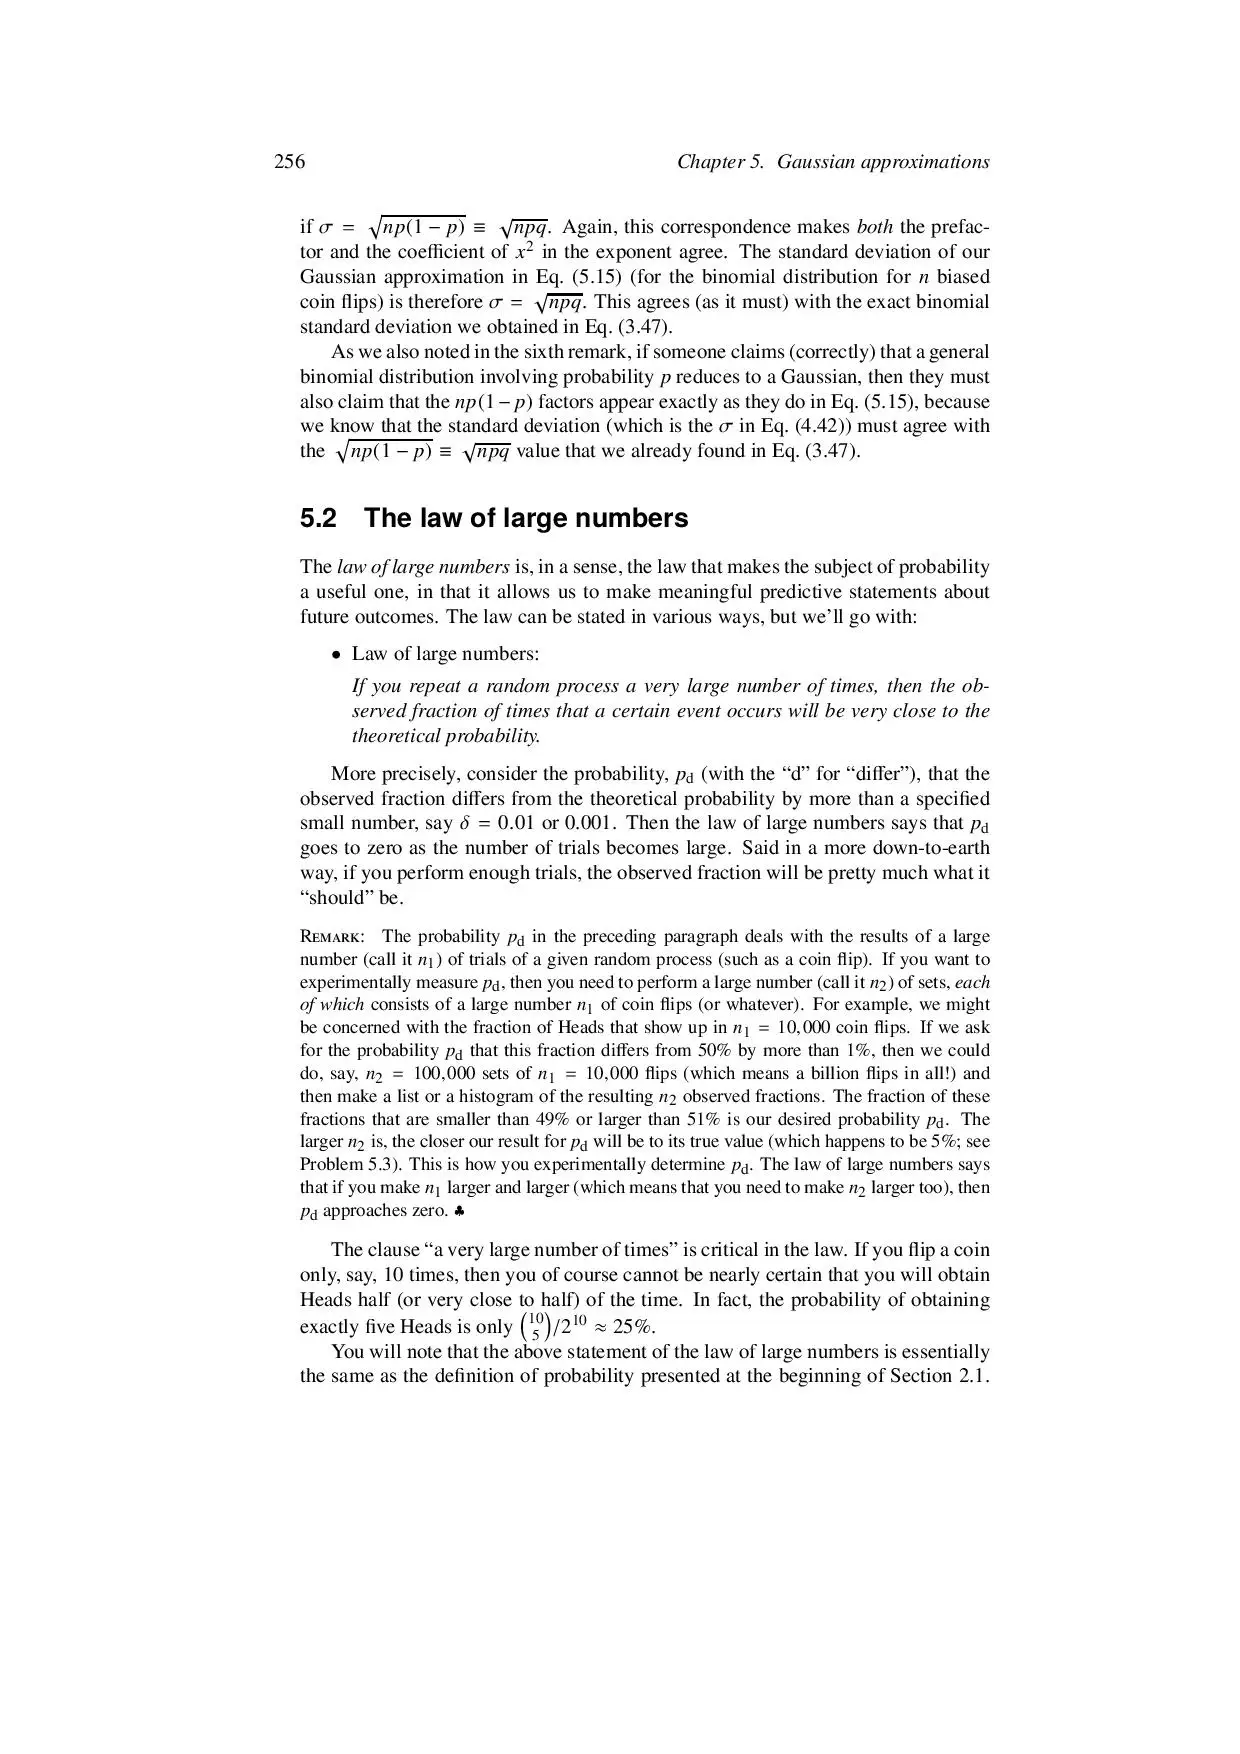 256
Chapter 5. Gaussian approximations
if σ = √np(1 − p) ≡ √npq. Again, this correspondence makes both the prefac-
tor and the coefficient of x² in the exponent agree. The standard deviation of our
Gaussian approximation in Eq. (5.15) (for the binomial distribution for n biased
coin flips) is therefore σ = √npq. This agrees (as it must) with the exact binomial
standard deviation we obtained in Eq. (3.47).
As we also noted in the sixth remark, if someone claims (correctly) that a general
binomial distribution involving probability p reduces to a Gaussian, then they must
also claim that the np(1 − p) factors appear exactly as they do in Eq. (5.15), because
we know that the standard deviation (which is the σ in Eq. (4.42)) must agree with
the √np(1 − p) ≡ √npq value that we already found in Eq. (3.47).
5.2 The law of large numbers
The law of large numbers is, in a sense, the law that makes the subject of probability
a useful one, in that it allows us to make meaningful predictive statements about
future outcomes. The law can be stated in various ways, but we'll go with:
• Law of large numbers:
If you repeat a random process a very large number of times, then the ob-
served fraction of times that a certain event occurs will be very close to the
theoretical probability.
More precisely, consider the probability, p_d (with the “d” for “differ”), that the
observed fraction differs from the theoretical probability by more than a specified
small number, say δ = 0.01 or 0.001. Then the law of large numbers says that p_d
goes to zero as the number of trials becomes large. Said in a more down-to-earth
way, if you perform enough trials, the observed fraction will be pretty much what it
“should” be.
Remark: The probability p_d in the preceding paragraph deals with the results of a large
number (call it n₁) of trials of a given random process (such as a coin flip). If you want to
experimentally measure p_d, then you need to perform a large number (call it n₂) of sets, each
of which consists of a large number n₁ of coin flips (or whatever). For example, we might
be concerned with the fraction of Heads that show up in n₁ = 10,000 coin flips. If we ask
for the probability p_d that this fraction differs from 50% by more than 1%, then we could
do, say, n₂ = 100,000 sets of n₁ = 10,000 flips (which means a billion flips in all!) and
then make a list or a histogram of the resulting n₂ observed fractions. The fraction of these
fractions that are smaller than 49% or larger than 51% is our desired probability p_d. The
larger n₂ is, the closer our result for p_d will be to its true value (which happens to be 5%; see
Problem 5.3). This is how you experimentally determine p_d. The law of large numbers says
that if you make n₁ larger and larger (which means that you need to make n₂ larger too), then
p_d approaches zero. ♣
The clause “a very large number of times” is critical in the law. If you flip a coin
only, say, 10 times, then you of course cannot be nearly certain that you will obtain
Heads half (or very close to half) of the time. In fact, the probability of obtaining
exactly five Heads is only (10 5)/2¹⁰ ≈ 25%.
You will note that the above statement of the law of large numbers is essentially
the same as the definition of probability presented at the beginning of Section 2.1.